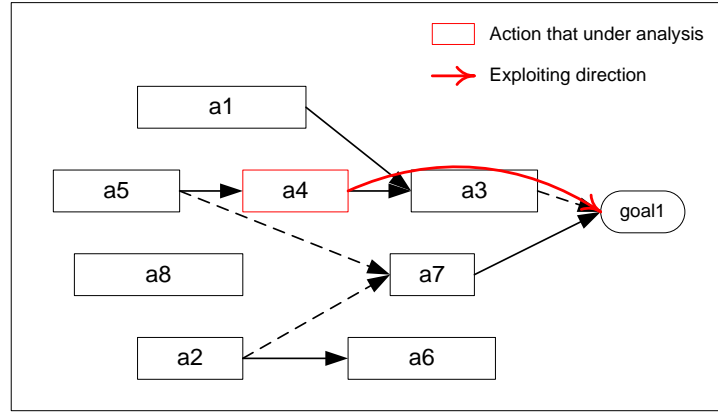 Action that under analysis
Exploiting direction
a1
a5
a4
a3
goal1
a8
a7
a2
a6